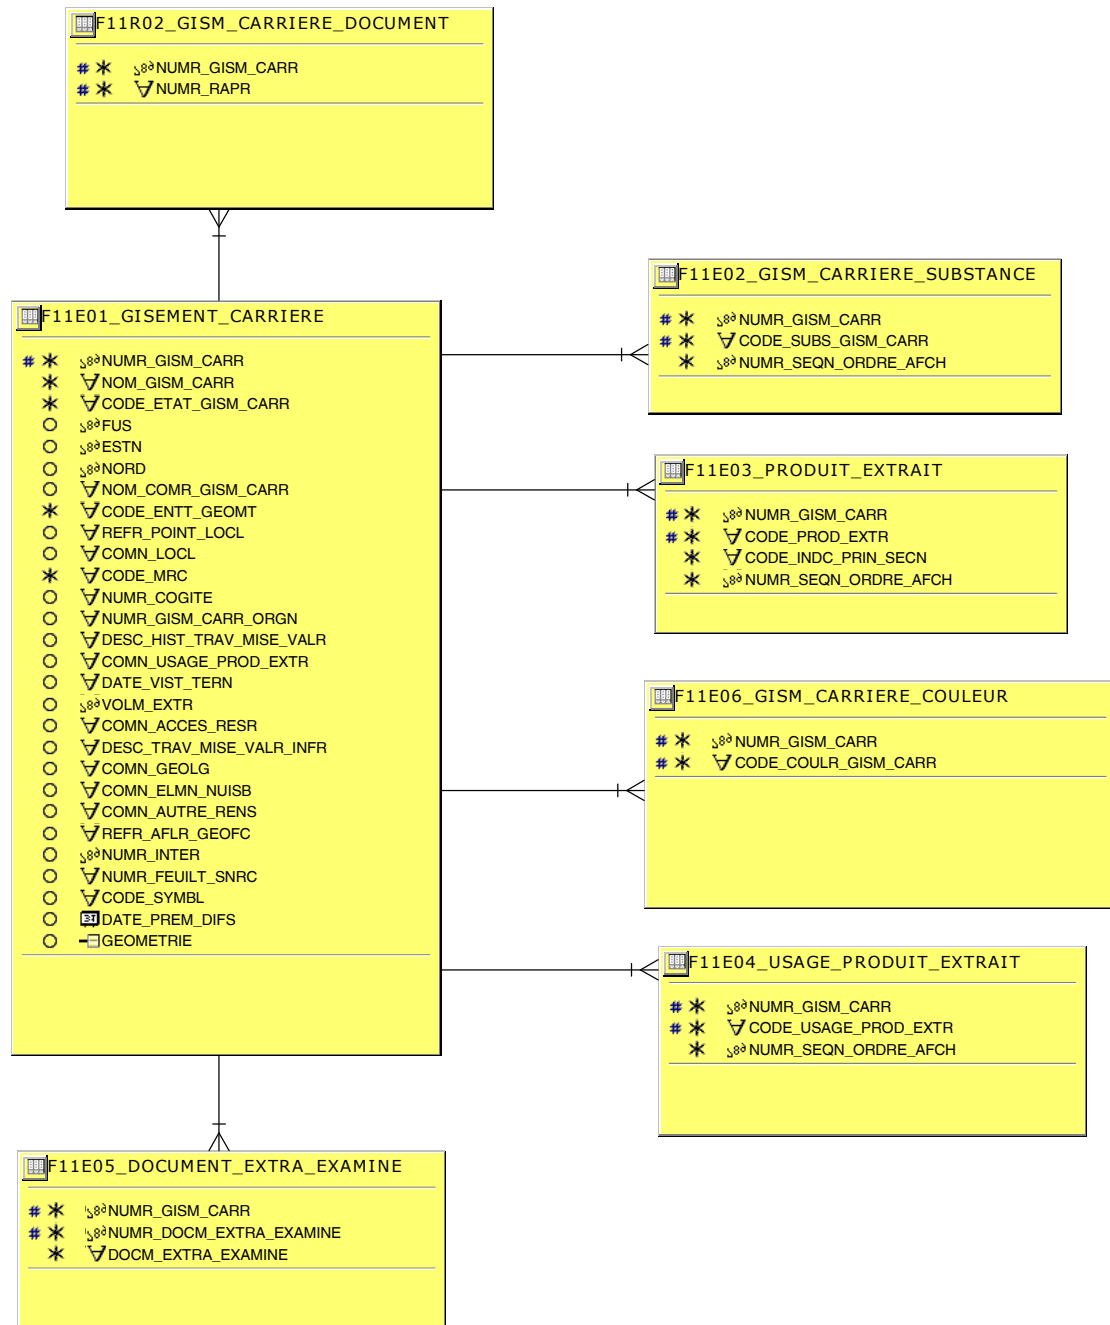 F11R02_GISM_CARRIERE_DOCUMENT
# * NUMR_GISM_CARR
# * NUMR_RAPR
F11E01_GISEMENT_CARRIERE
# * NUMR_GISM_CARR
* NOM_GISM_CARR
* CODE_ETAT_GISM_CARR
FUS
ESTN
NORD
NOM_COMR_GISM_CARR
* CODE_ENTT_GEOMT
REFR_POINT_LOCL
COMN_LOCL
* CODE_MRC
NUMR_COGITE
NUMR_GISM_CARR_ORGN
DESC_HIST_TRAV_MISE_VALR
COMN_USAGE_PROD_EXTR
DATE_VIST_TERN
VOLM_EXTR
COMN_ACCES_RESR
DESC_TRAV_MISE_VALR_INFR
COMN_GEOLG
COMN_ELMN_NUISB
COMN_AUTRE_RENS
REFR_AFLR_GEOFC
NUMR_INTER
NUMR_FEUILT_SNRC
CODE_SYMBL
DATE_PREM_DIFS
GEOMETRIE
F11E02_GISM_CARRIERE_SUBSTANCE
# * NUMR_GISM_CARR
# * CODE_SUBS_GISM_CARR
* NUMR_SEQN_ORDRE_AFCH
F11E03_PRODUIT_EXTRAIT
# * NUMR_GISM_CARR
# * CODE_PROD_EXTR
* CODE_INDC_PRIN_SECN
* NUMR_SEQN_ORDRE_AFCH
F11E06_GISM_CARRIERE_COULEUR
# * NUMR_GISM_CARR
# * CODE_COULR_GISM_CARR
F11E04_USAGE_PRODUIT_EXTRAIT
# * NUMR_GISM_CARR
# * CODE_USAGE_PROD_EXTR
* NUMR_SEQN_ORDRE_AFCH
F11E05_DOCUMENT_EXTRA_EXAMINE
# * NUMR_GISM_CARR
# * NUMR_DOCM_EXTRA_EXAMINE
* DOCM_EXTRA_EXAMINE